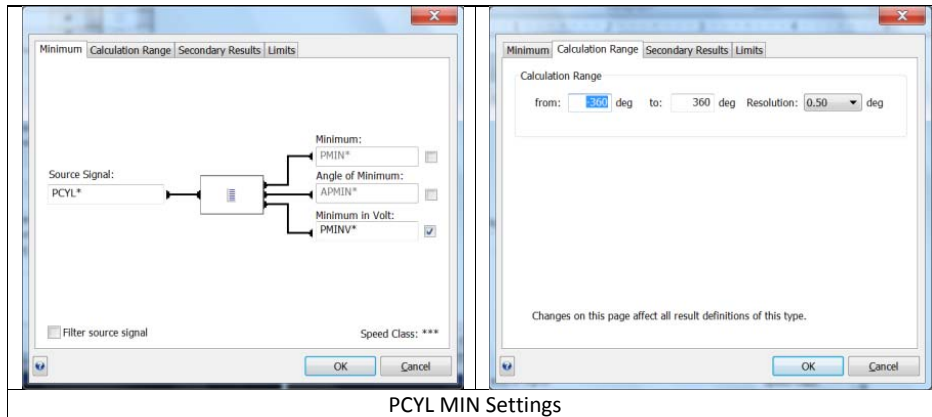 Minimum Calculation Range Secondary Results Limits
Minimum:
PMIN*
Source Signal:
PCYL*
Angle of Minimum:
APMIN*
Minimum in Volt:
PMINV*
Filter source signal
Speed Class: ***
OK Cancel
Minimum Calculation Range Secondary Results Limits
Calculation Range
from: -360 deg to: 360 deg Resolution: 0.50 deg
Changes on this page affect all result definitions of this type.
OK Cancel
PCYL MIN Settings